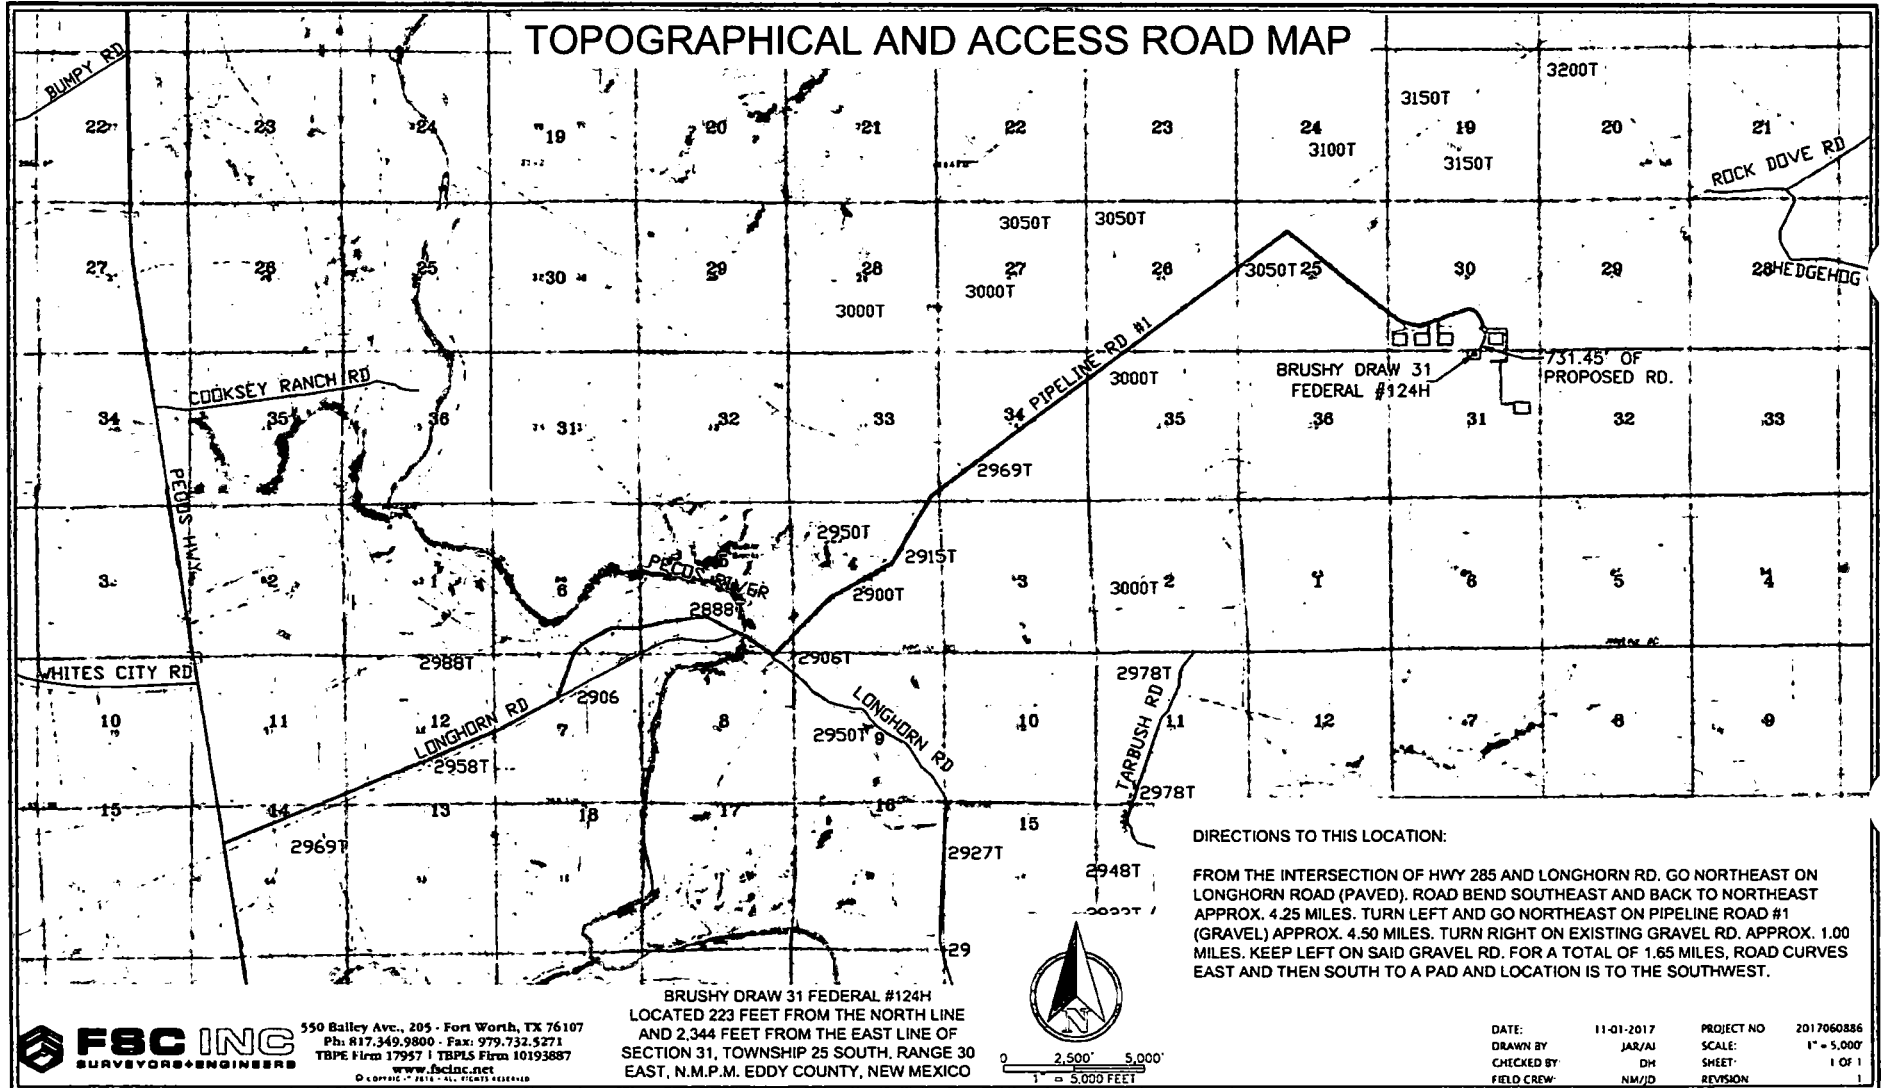 TOPOGRAPHICAL AND ACCESS ROAD MAP
BUMPY RD
3200T
3150T
22 23 24 19 20 21 22 23 24 19 20 21
3100T
3150T
ROCK DOVE RD
3050T 3050T
27 26 25 30 29 28 27 26 3050T 25 30 29 28 HEDGEHOG
3000T
3000T
PIPELINE RD #1
COOKSEY RANCH RD
3000T
BRUSHY DRAW 31
FEDERAL #124H
731.45' OF
PROPOSED RD.
34 35 36 31 32 33 34 35 36 31 32 33
2969T
PECOS HWY
2950T
2915T
PECOS RIVER
3 2 1 6 5 4 3 2 1 6 5 4
3000T
2900T
2888T
2988T
2906T
WHITES CITY RD
2978T
2906
10 11 12 7 8 9 10 11 12 7 8 9
LONGHORN RD
LONGHORN RD
2950T
TARBUSH RD
2958T
2978T
15 14 13 18 17 16 15
2969T
2927T
2948T
29
DIRECTIONS TO THIS LOCATION:
FROM THE INTERSECTION OF HWY 285 AND LONGHORN RD. GO NORTHEAST ON
LONGHORN ROAD (PAVED). ROAD BEND SOUTHEAST AND BACK TO NORTHEAST
APPROX. 4.25 MILES. TURN LEFT AND GO NORTHEAST ON PIPELINE ROAD #1
(GRAVEL) APPROX. 4.50 MILES. TURN RIGHT ON EXISTING GRAVEL RD. APPROX. 1.00
MILES. KEEP LEFT ON SAID GRAVEL RD. FOR A TOTAL OF 1.65 MILES, ROAD CURVES
EAST AND THEN SOUTH TO A PAD AND LOCATION IS TO THE SOUTHWEST.
FSC INC
SURVEYORS+ENGINEERS
550 Bailey Ave., 205 - Fort Worth, TX 76107
Ph: 817.349.9800 - Fax: 979.732.5271
TBPE Firm 17957 | TBPLS Firm 10193887
www.fscinc.net
BRUSHY DRAW 31 FEDERAL #124H
LOCATED 223 FEET FROM THE NORTH LINE
AND 2,344 FEET FROM THE EAST LINE OF
SECTION 31, TOWNSHIP 25 SOUTH, RANGE 30
EAST, N.M.P.M. EDDY COUNTY, NEW MEXICO
N
0 2,500' 5,000'
1" = 5,000 FEET
DATE: 11-01-2017 PROJECT NO 2017060886
DRAWN BY JAR/AI SCALE: 1" = 5,000'
CHECKED BY DH SHEET: 1 OF 1
FIELD CREW NM/JD REVISION 1